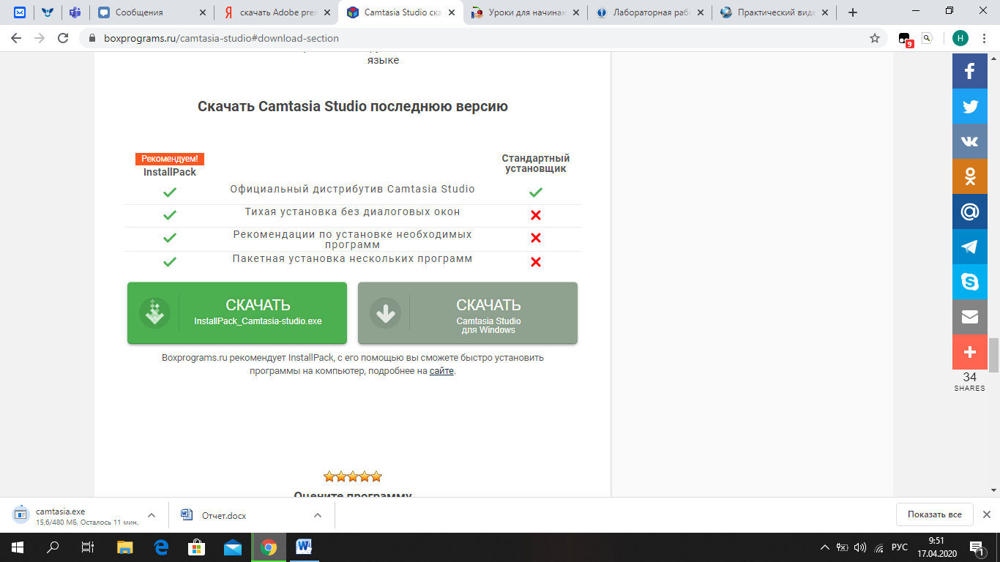 Сообщения
скачать Adobe pren
Camtasia Studio ска
Уроки для начинаю
Лабораторная рабо
Практический виде
boxprograms.ru/camtasia-studio#download-section
9
Н
языке
Скачать Camtasia Studio последнюю версию
Рекомендуем!
InstallPack
Стандартный
установщик
Официальный дистрибутив Camtasia Studio
Тихая установка без диалоговых окон
Рекомендации по установке необходимых
программ
Пакетная установка нескольких программ
СКАЧАТЬ
InstallPack_Camtasia-studio.exe
СКАЧАТЬ
Camtasia Studio
для Windows
Boxprograms.ru рекомендует InstallPack, с его помощью вы сможете быстро установить
программы на компьютер, подробнее на сайте.
34
SHARES
Оцените программу
camtasia.exe
15,6/480 МБ, Осталось 11 мин.
Отчет.docx
Показать все
РУС
9:51
17.04.2020
1